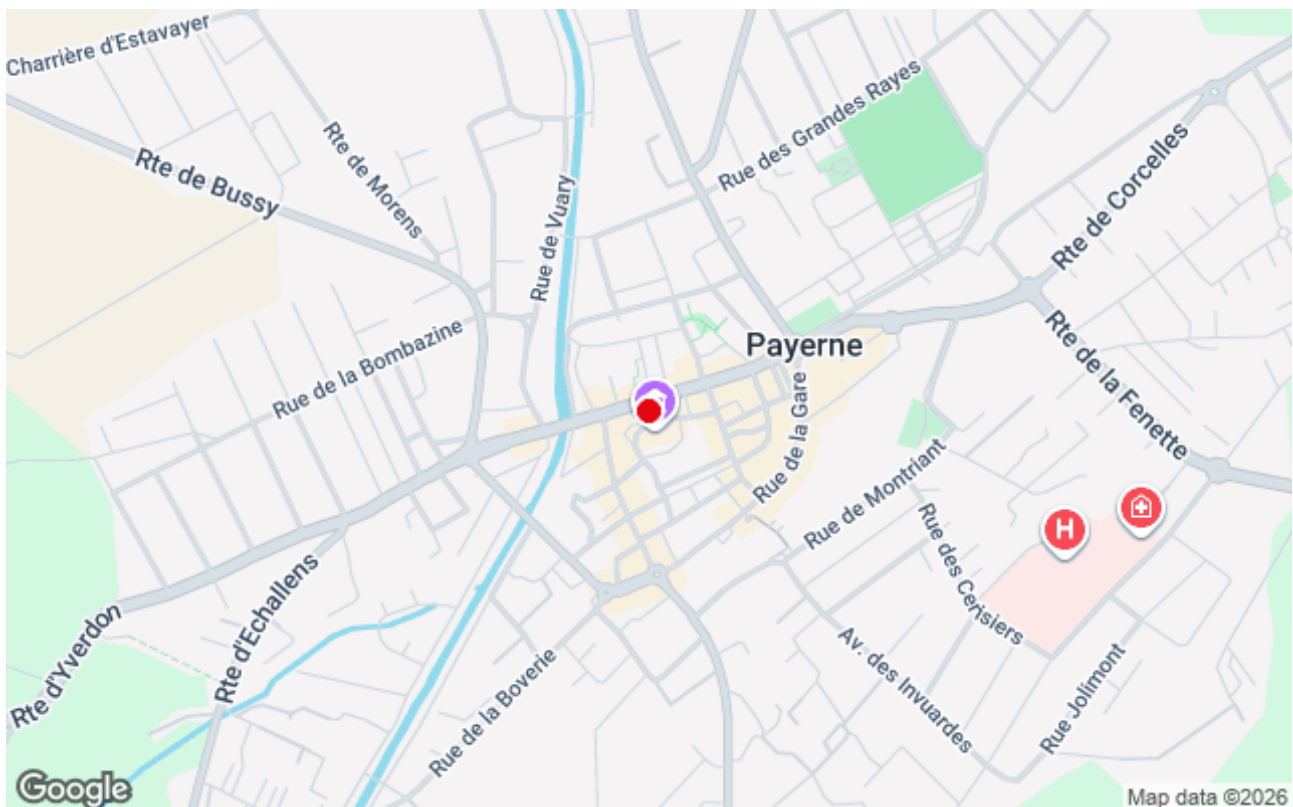 Charrière d'Estavayer
Rte de Bussy
Rte de Morens
Rue de Vuary
Rue des Grandes Rayes
Rte de Corcelles
Rue de la Bombazine
Payerne
Rte de la Fenette
Rue de la Gare
Rue de Montriant
H
Rue des Cerisiers
Rte d'Yverdon
Rte d'Echallens
Rue de la Boverie
Av. des Invuardes
Rue Jolimont
Google
Map data ©2026